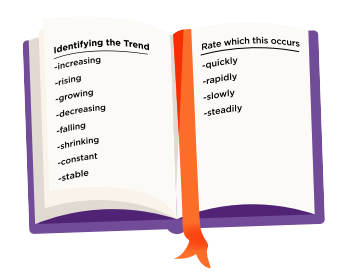 Identifying the Trend
-increasing
-rising
-growing
-decreasing
-falling
-shrinking
-constant
-stable
Rate which this occurs
-quickly
-rapidly
-slowly
-steadily